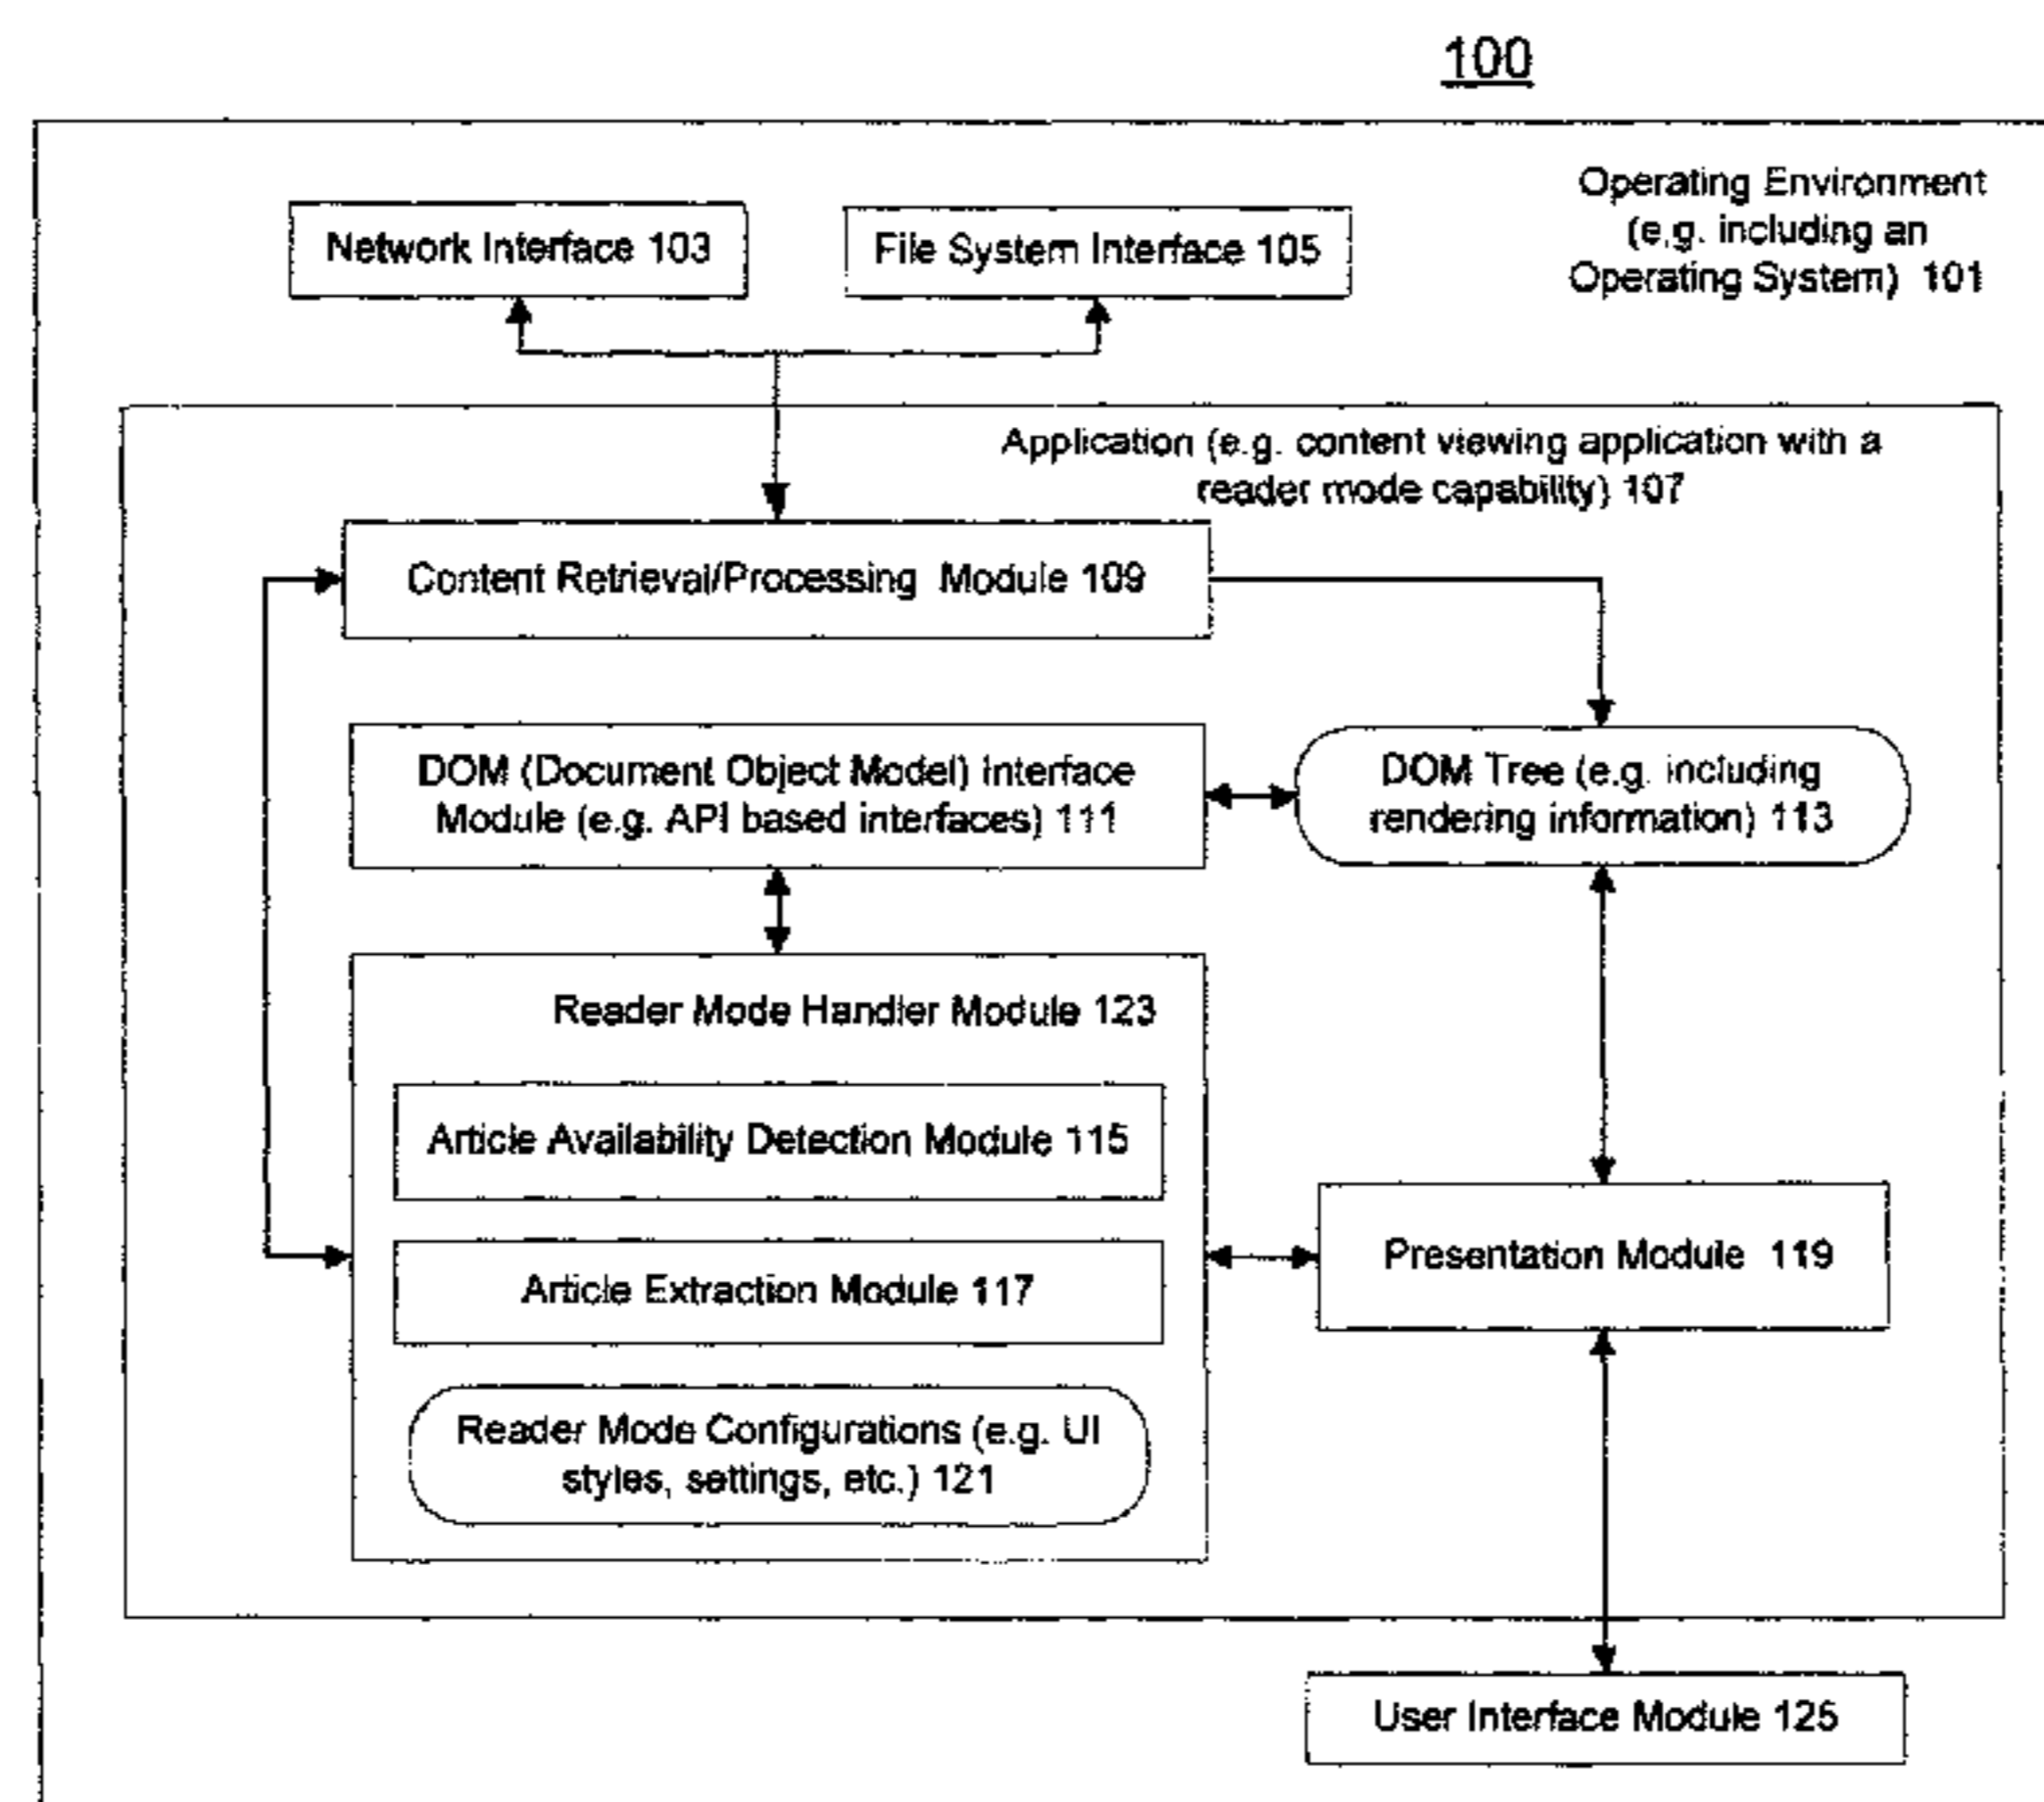 100
Operating Environment
(e.g. including an
Operating System) 101
Network Interface 103
File System Interface 105
Application (e.g. content viewing application with a
reader mode capability) 107
Content Retrieval/Processing Module 109
DOM (Document Object Model) Interface
Module (e.g. API based interfaces) 111
DOM Tree (e.g. including
rendering information) 113
Reader Mode Handler Module 123
Article Availability Detection Module 115
Article Extraction Module 117
Presentation Module 119
Reader Mode Configurations (e.g. UI
styles, settings, etc.) 121
User Interface Module 125